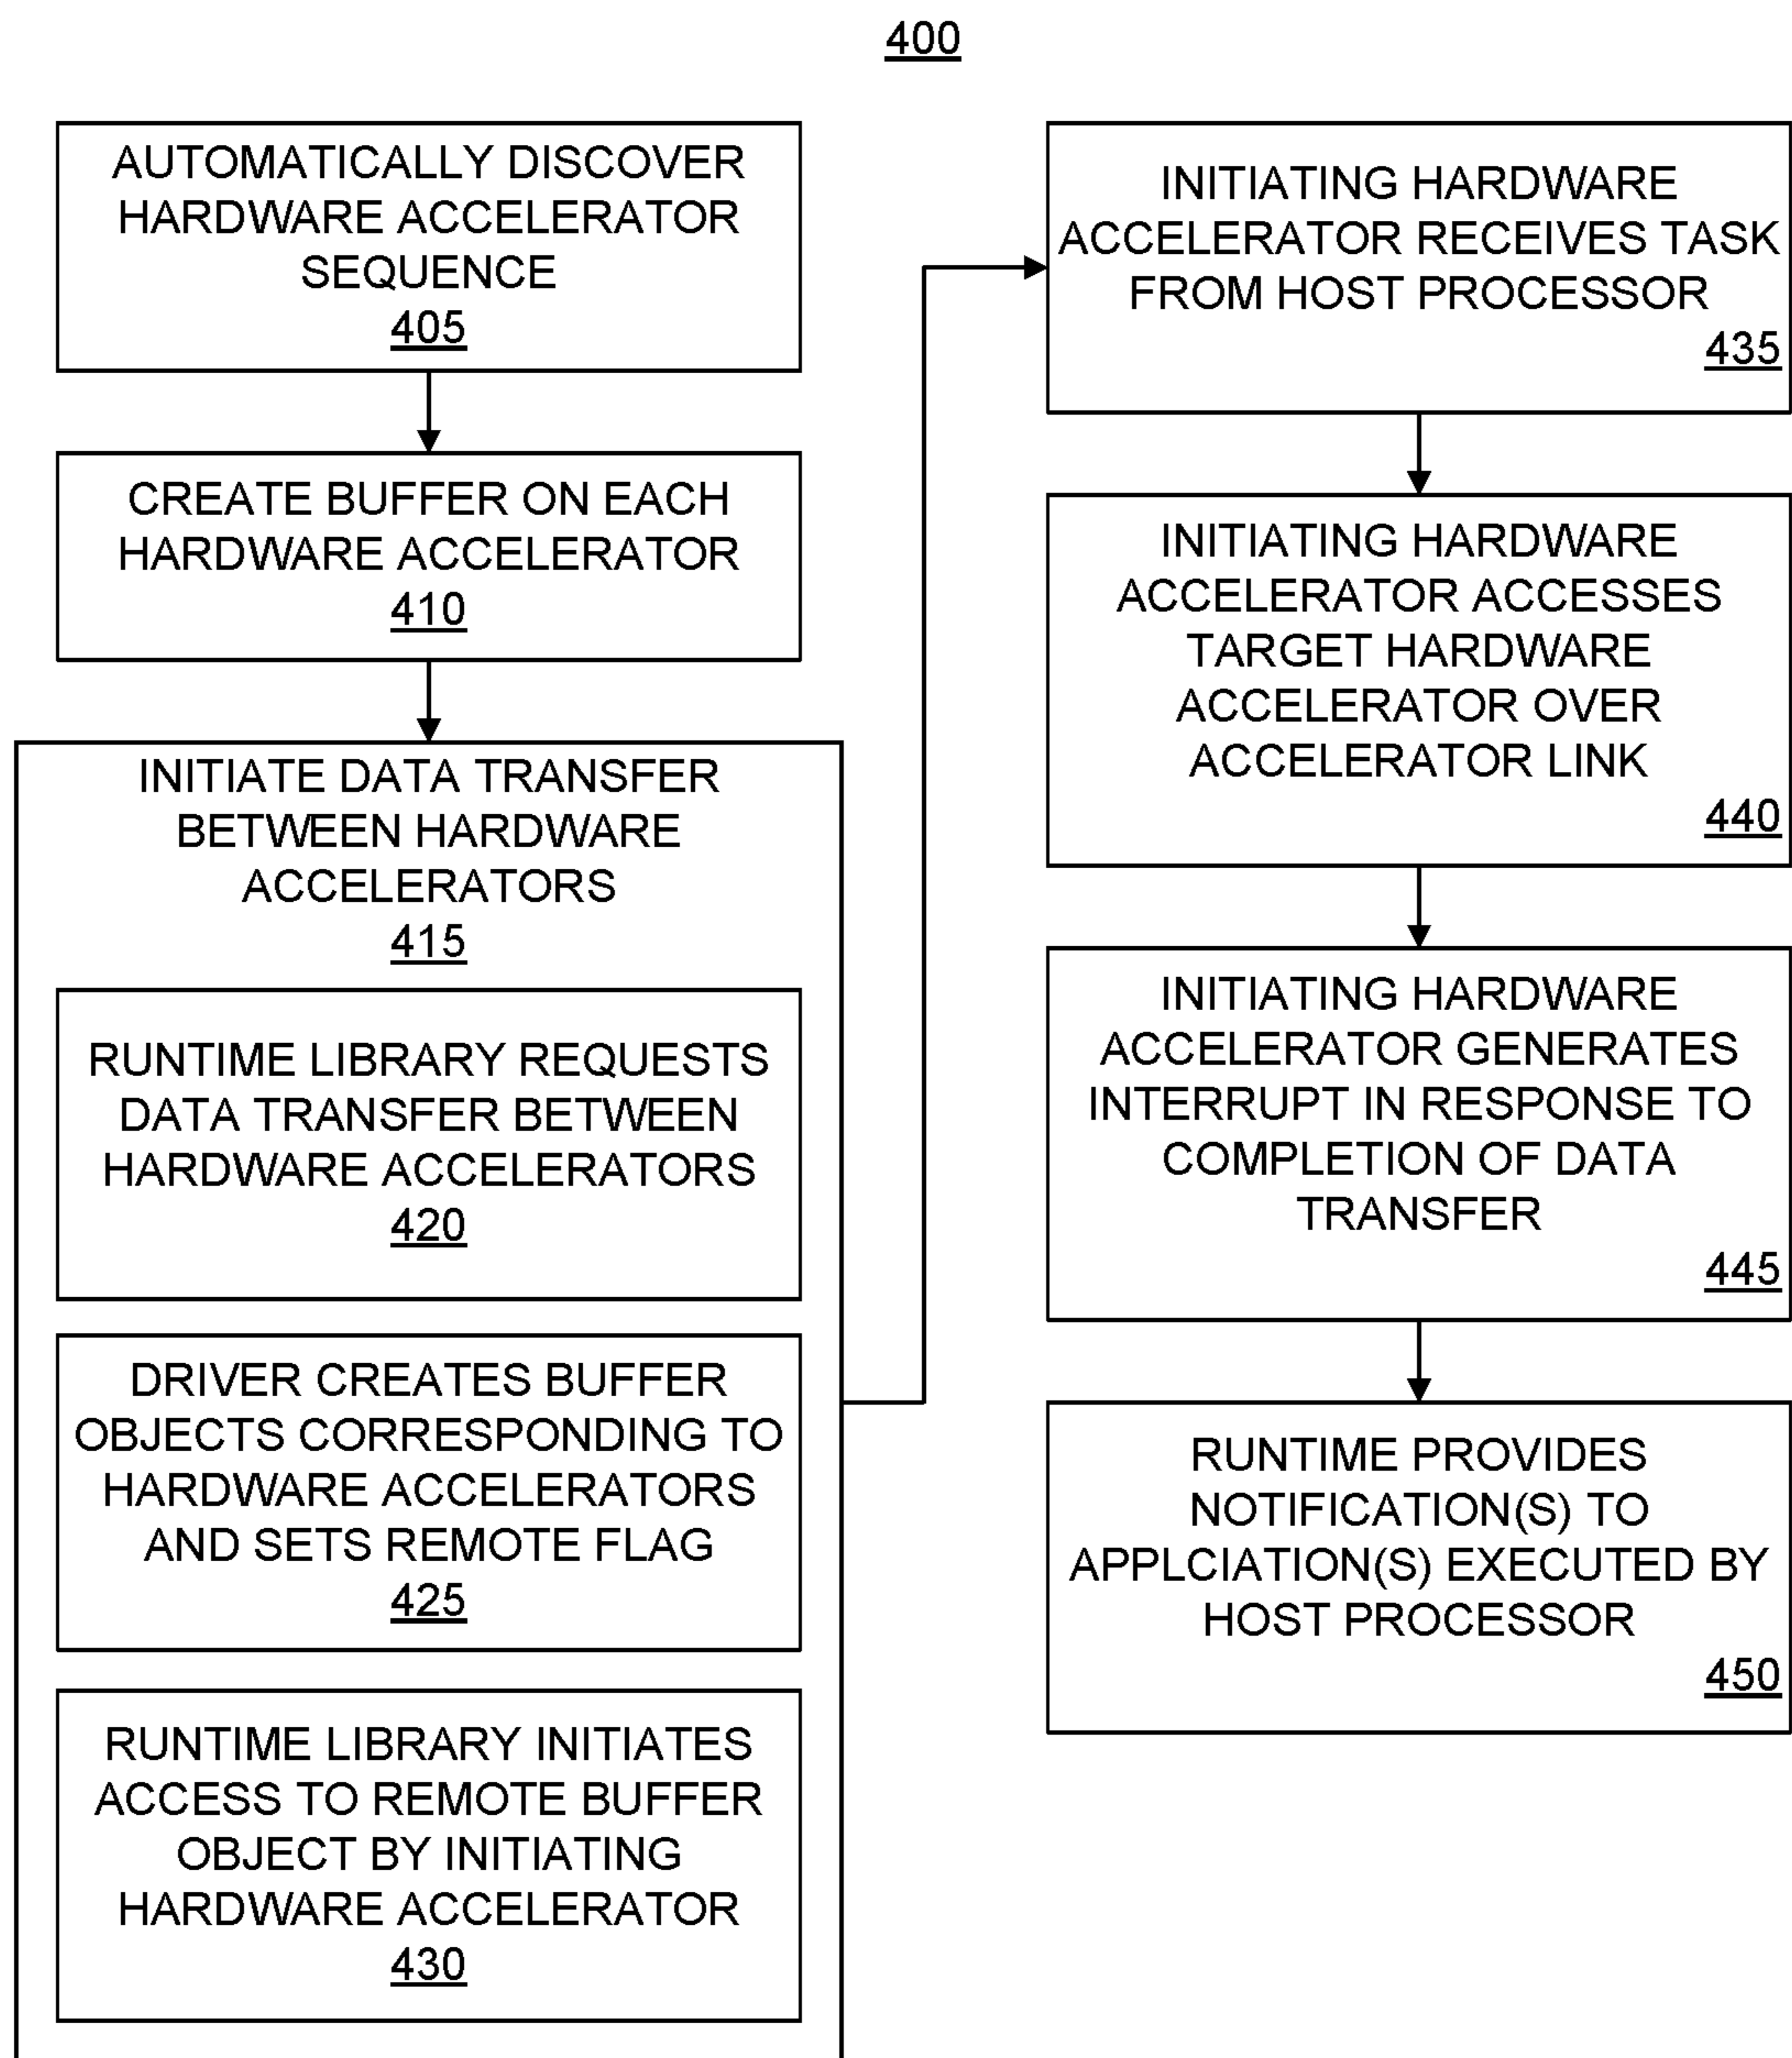 400
AUTOMATICALLY DISCOVER
HARDWARE ACCELERATOR
SEQUENCE
405
CREATE BUFFER ON EACH
HARDWARE ACCELERATOR
410
INITIATE DATA TRANSFER
BETWEEN HARDWARE
ACCELERATORS
415
RUNTIME LIBRARY REQUESTS
DATA TRANSFER BETWEEN
HARDWARE ACCELERATORS
420
DRIVER CREATES BUFFER
OBJECTS CORRESPONDING TO
HARDWARE ACCELERATORS
AND SETS REMOTE FLAG
425
RUNTIME LIBRARY INITIATES
ACCESS TO REMOTE BUFFER
OBJECT BY INITIATING
HARDWARE ACCELERATOR
430
INITIATING HARDWARE
ACCELERATOR RECEIVES TASK
FROM HOST PROCESSOR
435
INITIATING HARDWARE
ACCELERATOR ACCESSES
TARGET HARDWARE
ACCELERATOR OVER
ACCELERATOR LINK
440
INITIATING HARDWARE
ACCELERATOR GENERATES
INTERRUPT IN RESPONSE TO
COMPLETION OF DATA
TRANSFER
445
RUNTIME PROVIDES
NOTIFICATION(S) TO
APPLCIATION(S) EXECUTED BY
HOST PROCESSOR
450